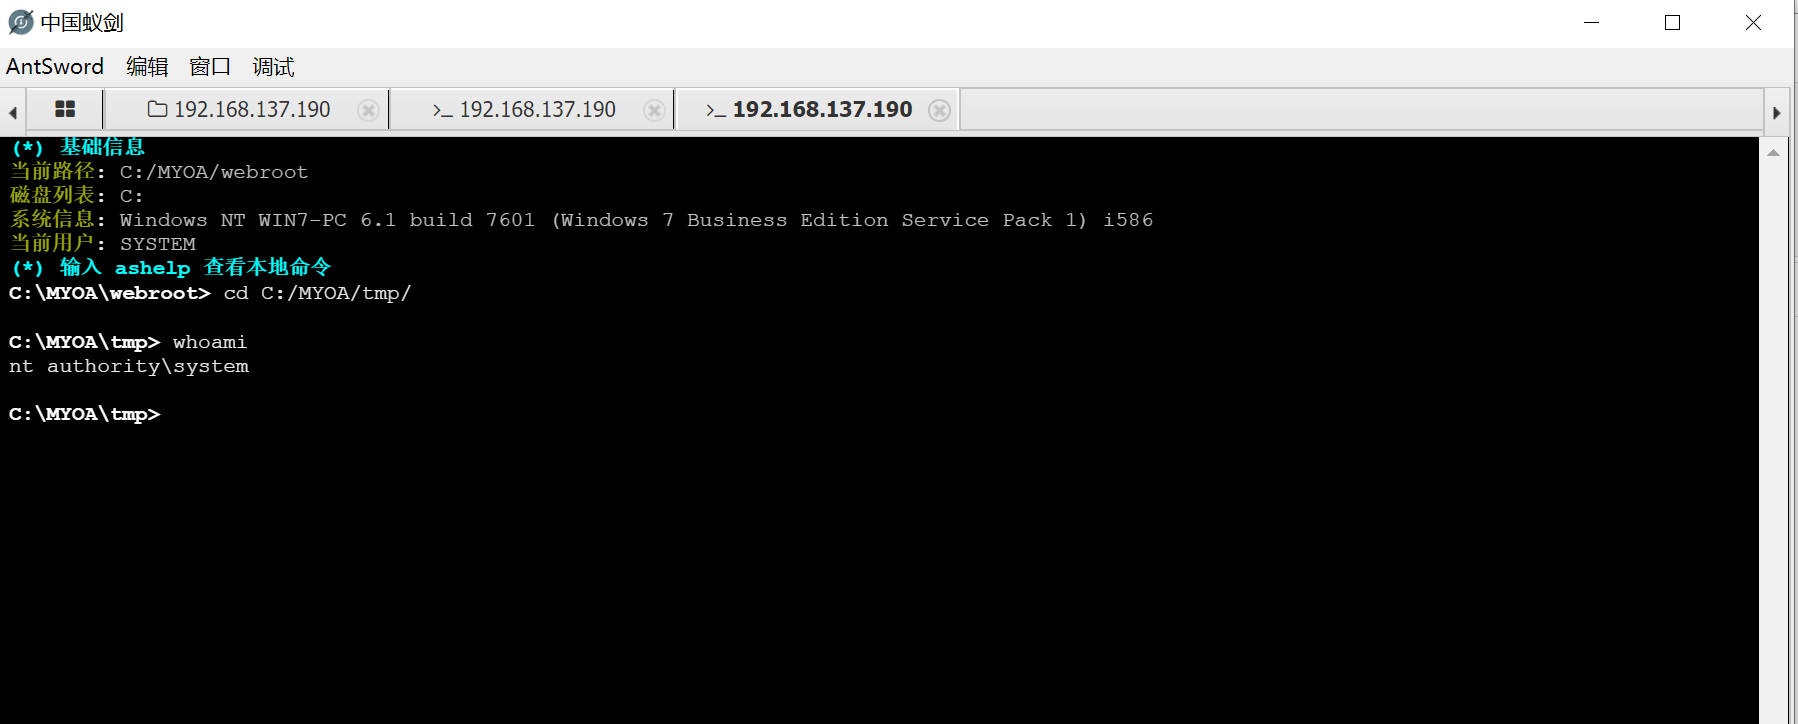 中国蚁剑
AntSword 编辑 窗口 调试
192.168.137.190 >_ 192.168.137.190 >_ 192.168.137.190
(*) 基础信息
当前路径: C:/MYOA/webroot
磁盘列表: C:
系统信息: Windows NT WIN7-PC 6.1 build 7601 (Windows 7 Business Edition Service Pack 1) i586
当前用户: SYSTEM
(*) 输入 ashelp 查看本地命令
C:\MYOA\webroot> cd C:/MYOA/tmp/
C:\MYOA\tmp> whoami
nt authority\system
C:\MYOA\tmp>